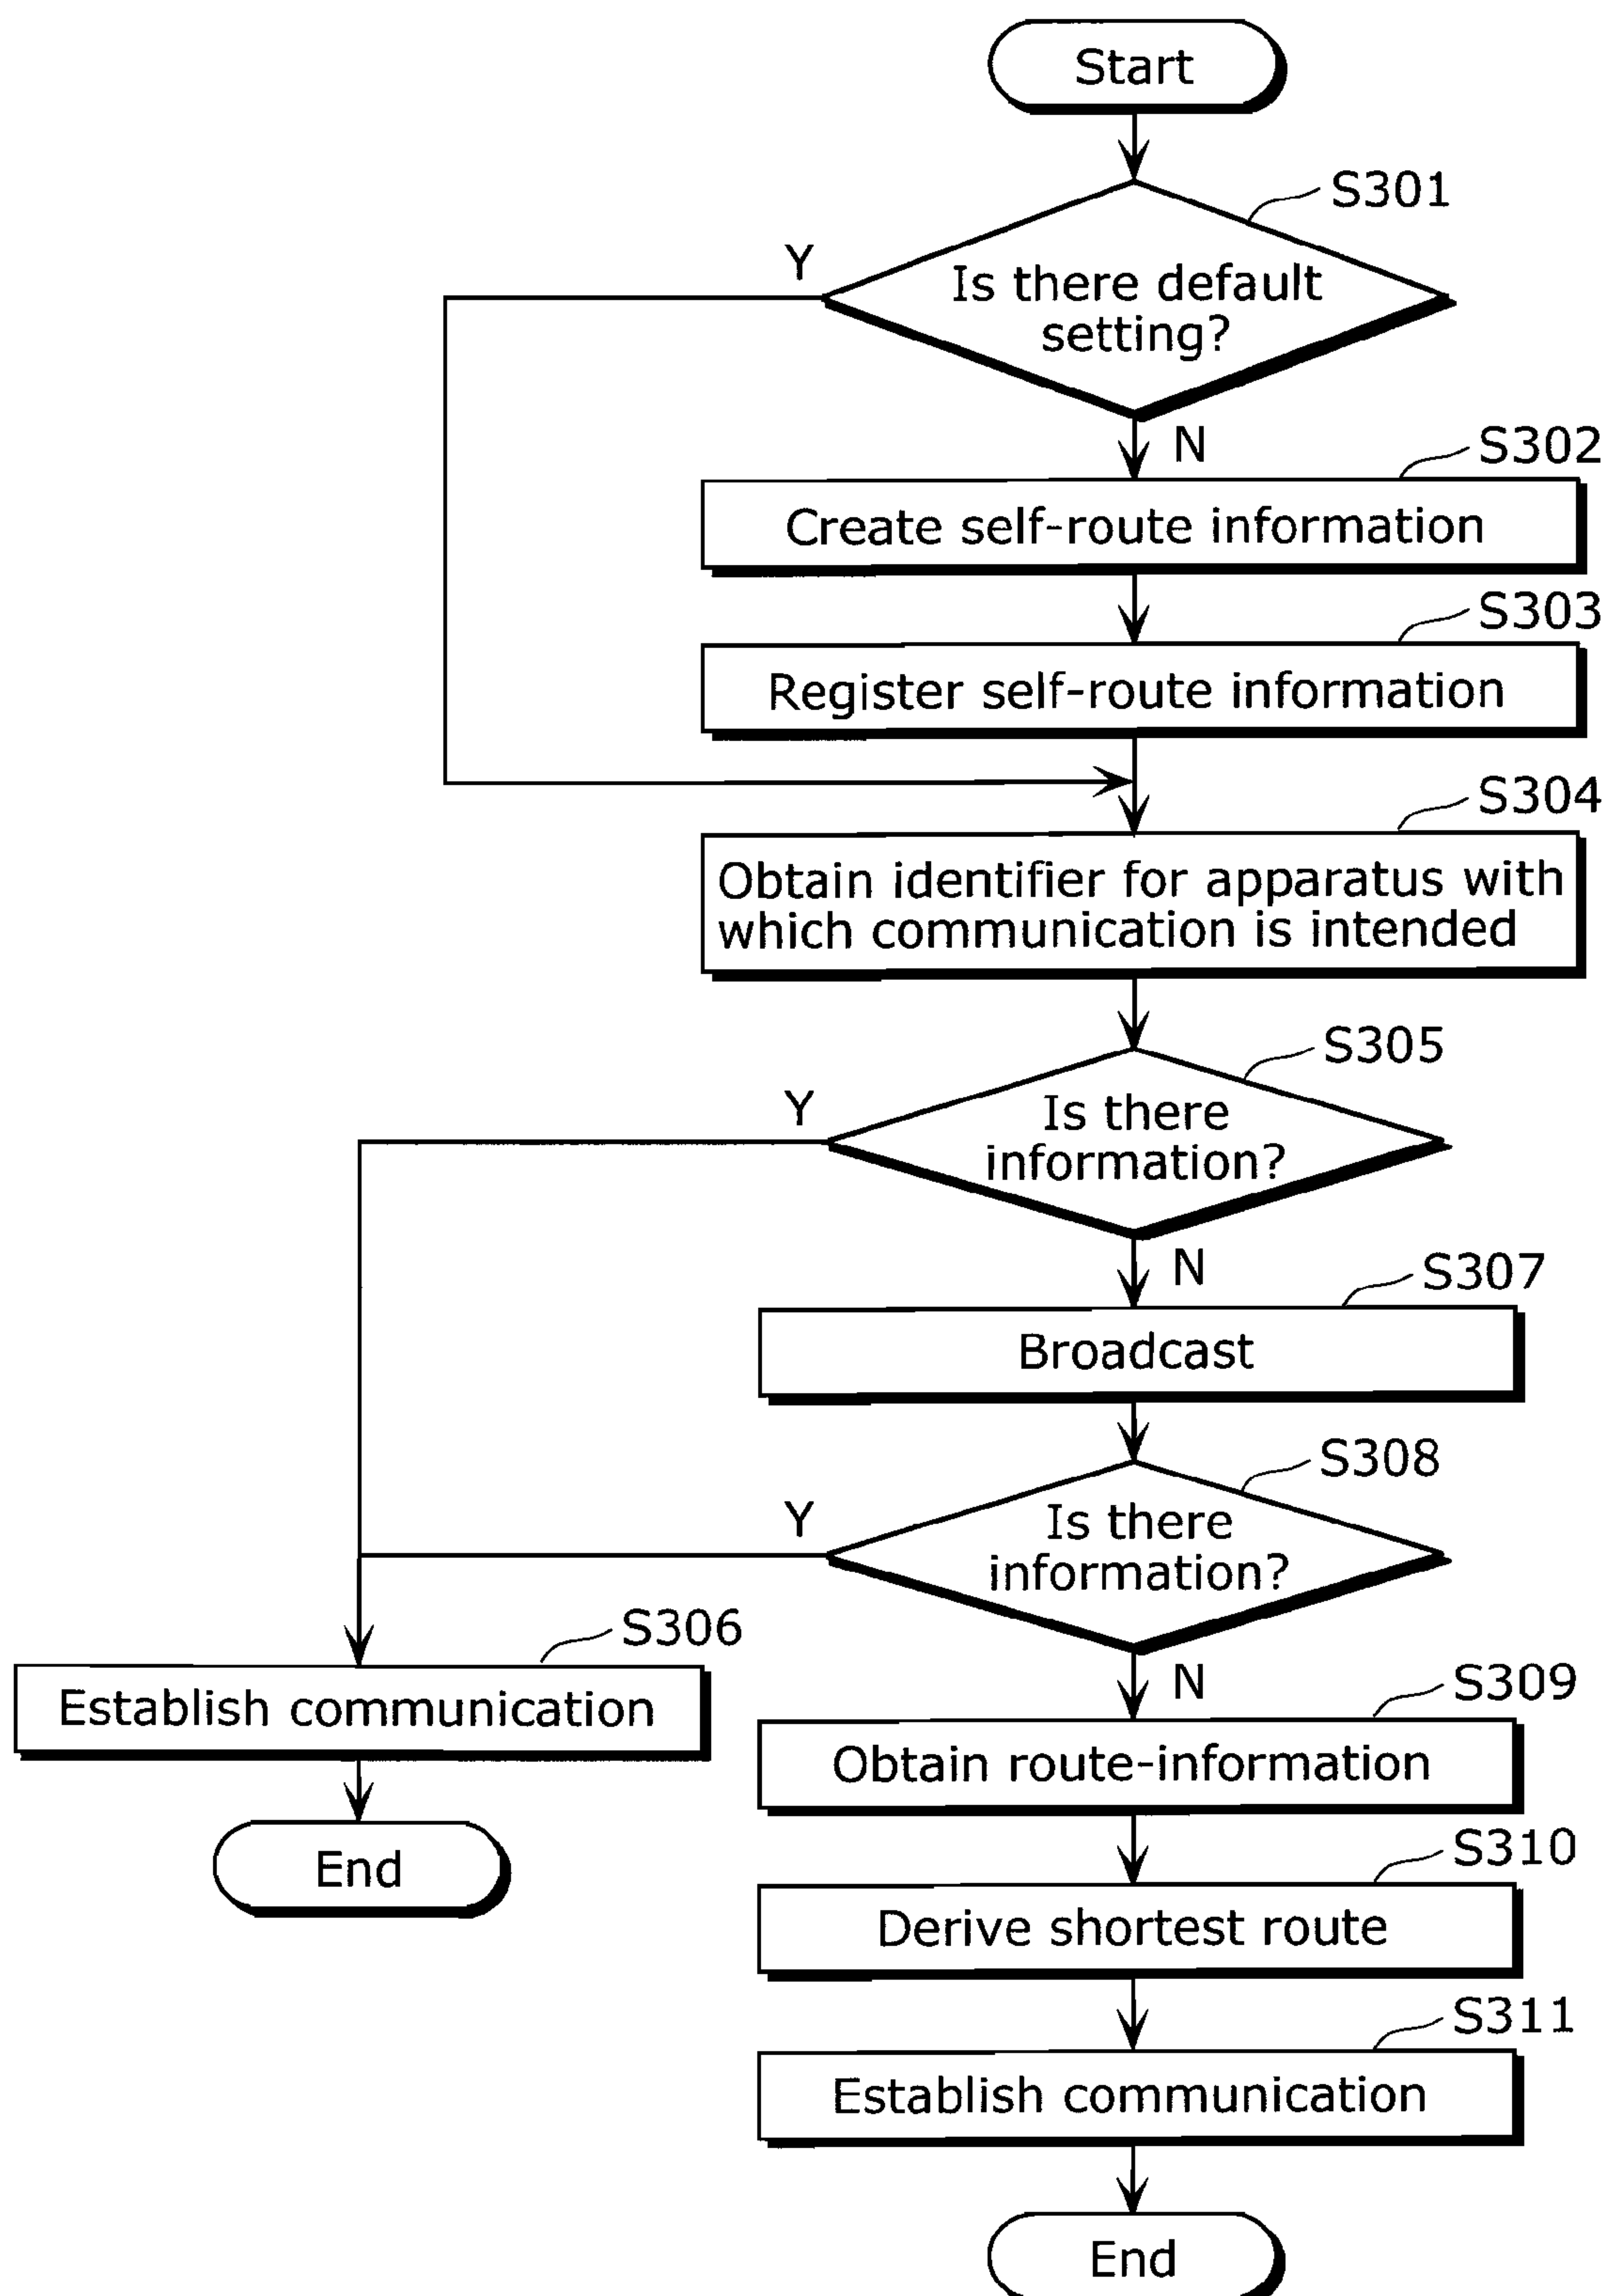 Start
S301
Y
Is there default
setting?
N
S302
Create self-route information
S303
Register self-route information
S304
Obtain identifier for apparatus with
which communication is intended
S305
Y
Is there
information?
N
S307
Broadcast
S308
Y
Is there
information?
S306
Establish communication
End
N
S309
Obtain route-information
S310
Derive shortest route
S311
Establish communication
End